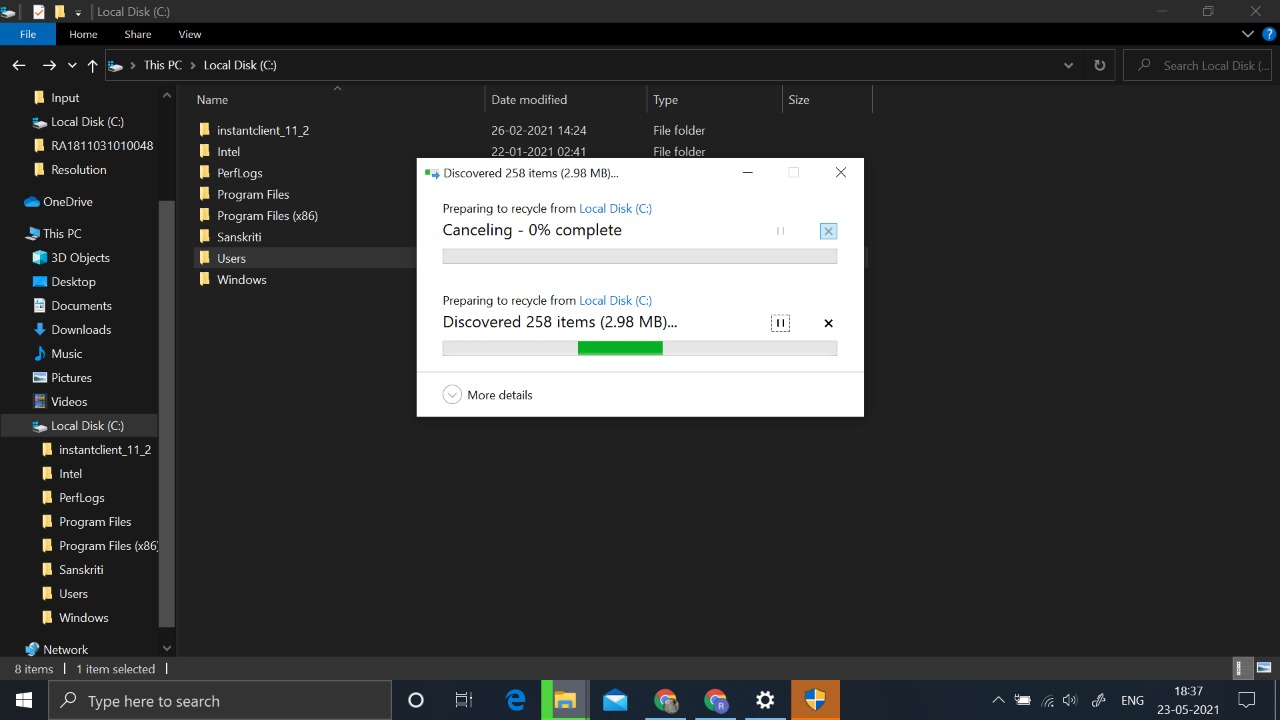 Local Disk (C:)
File Home Share View
This PC Local Disk (C:) Search Local Disk (...
Name Date modified Type Size
Input
Local Disk (C:)
RA1811031010048
Resolution
OneDrive
This PC
3D Objects
Desktop
Documents
Downloads
Music
Pictures
Videos
Local Disk (C:)
instantclient_11_2
Intel
PerfLogs
Program Files
Program Files (x86)
Sanskriti
Users
Windows
Network
instantclient_11_2 26-02-2021 14:24 File folder
Intel 22-01-2021 02:41 File folder
PerfLogs
Program Files
Program Files (x86)
Sanskriti
Users
Windows
Discovered 258 items (2.98 MB)...
Preparing to recycle from Local Disk (C:)
Canceling - 0% complete
Preparing to recycle from Local Disk (C:)
Discovered 258 items (2.98 MB)...
More details
8 items 1 item selected
Type here to search
R
ENG
18:37
23-05-2021